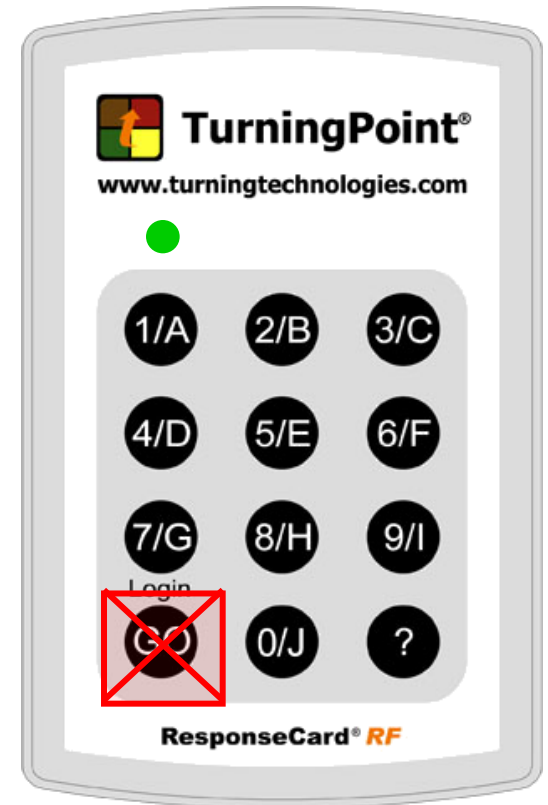 TurningPoint®
www.turningtechnologies.com
1/A 2/B 3/C
4/D 5/E 6/F
7/G 8/H 9/I
Login
GO 0/J ?
ResponseCard® RF